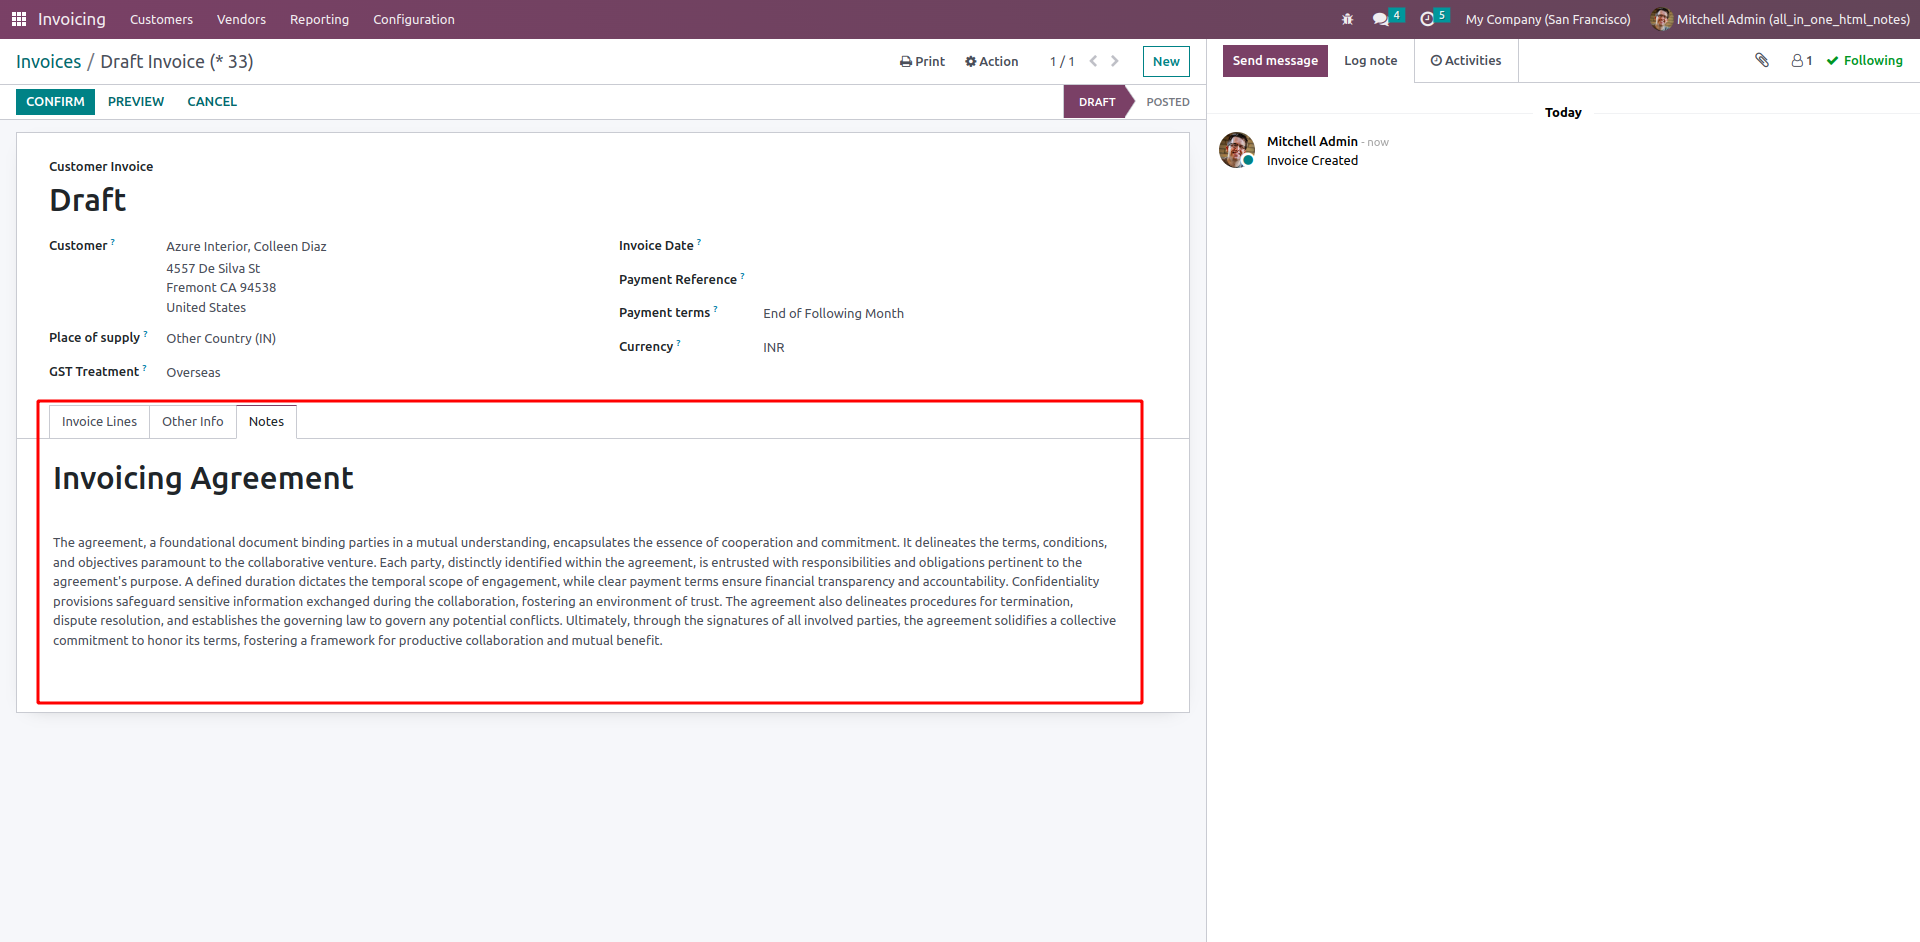 Invoicing Customers Vendors Reporting Configuration 4 5 My Company (San Francisco) Mitchell Admin (all_in_one_html_notes)
Invoices / Draft Invoice (* 33) Print Action 1 / 1 New
Send message Log note Activities 1 Following
CONFIRM PREVIEW CANCEL DRAFT POSTED
Today
Mitchell Admin - now
Invoice Created
Customer Invoice
Draft
Customer ? Azure Interior, Colleen Diaz
4557 De Silva St
Fremont CA 94538
United States
Place of supply ? Other Country (IN)
GST Treatment ? Overseas
Invoice Date ?
Payment Reference ?
Payment terms ? End of Following Month
Currency ? INR
Invoice Lines Other Info Notes
Invoicing Agreement
The agreement, a foundational document binding parties in a mutual understanding, encapsulates the essence of cooperation and commitment. It delineates the terms, conditions,
and objectives paramount to the collaborative venture. Each party, distinctly identified within the agreement, is entrusted with responsibilities and obligations pertinent to the
agreement's purpose. A defined duration dictates the temporal scope of engagement, while clear payment terms ensure financial transparency and accountability. Confidentiality
provisions safeguard sensitive information exchanged during the collaboration, fostering an environment of trust. The agreement also delineates procedures for termination,
dispute resolution, and establishes the governing law to govern any potential conflicts. Ultimately, through the signatures of all involved parties, the agreement solidifies a collective
commitment to honor its terms, fostering a framework for productive collaboration and mutual benefit.